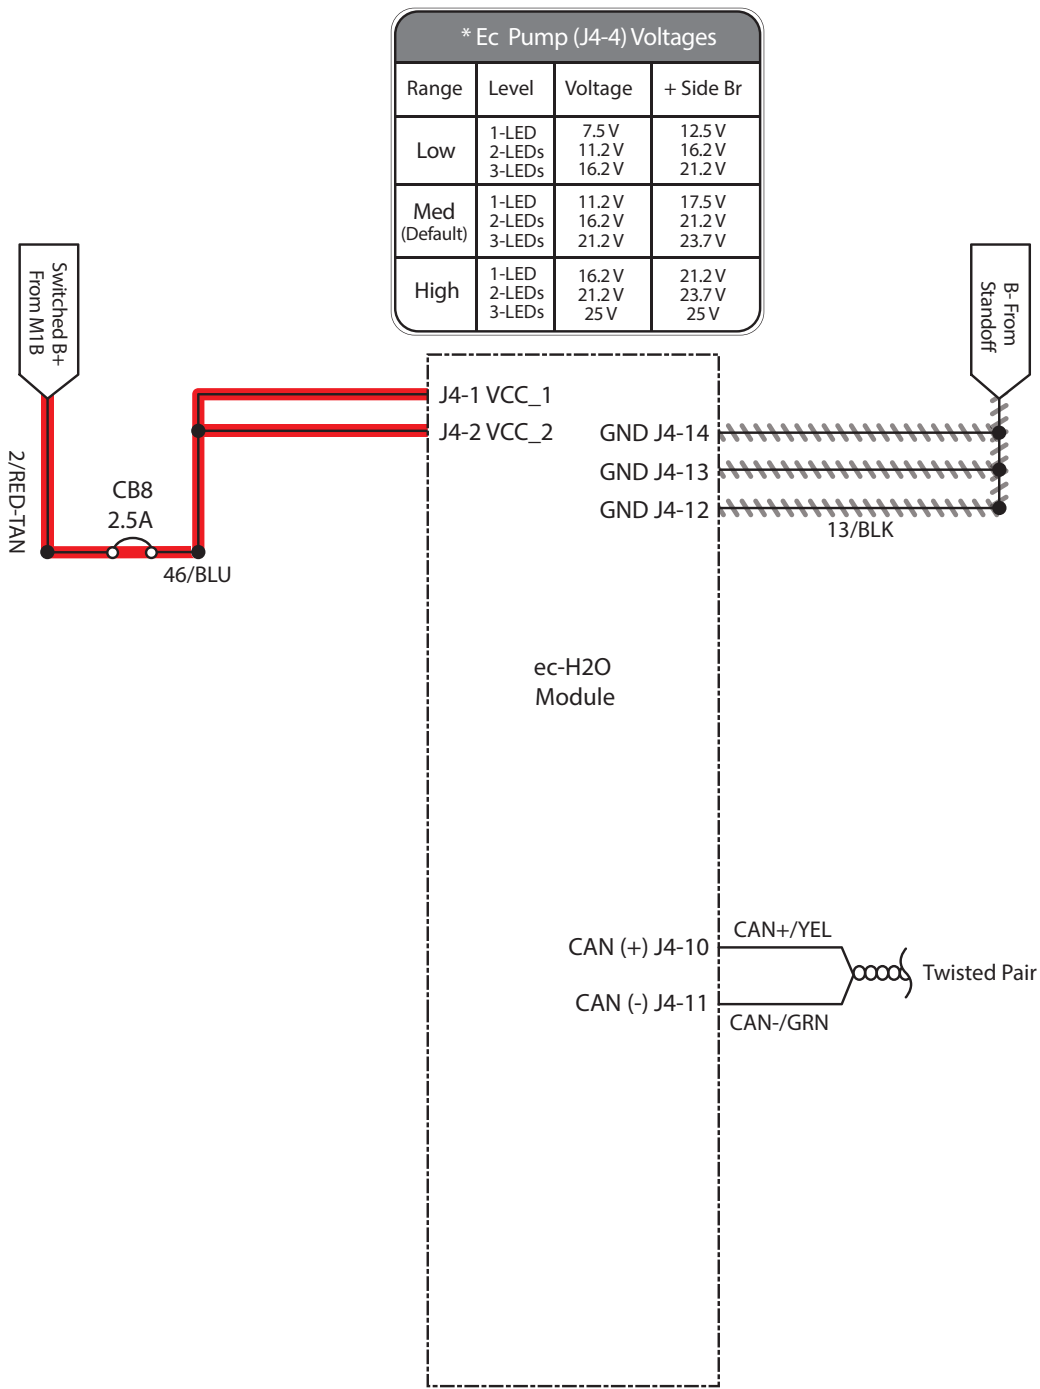 * Ec Pump (J4-4) Voltages
Range Level Voltage + Side Br
Low
1-LED 7.5 V 12.5 V
2-LEDs 11.2 V 16.2 V
3-LEDs 16.2 V 21.2 V
Med
(Default)
1-LED 11.2 V 17.5 V
2-LEDs 16.2 V 21.2 V
3-LEDs 21.2 V 23.7 V
High
1-LED 16.2 V 21.2 V
2-LEDs 21.2 V 23.7 V
3-LEDs 25 V 25 V
Switched B+
From M1B
B- From
Standoff
J4-1 VCC_1
J4-2 VCC_2
GND J4-14
GND J4-13
GND J4-12
13/BLK
2/RED-TAN
CB8
2.5A
46/BLU
ec-H2O
Module
CAN (+) J4-10
CAN+/YEL
Twisted Pair
CAN (-) J4-11
CAN-/GRN